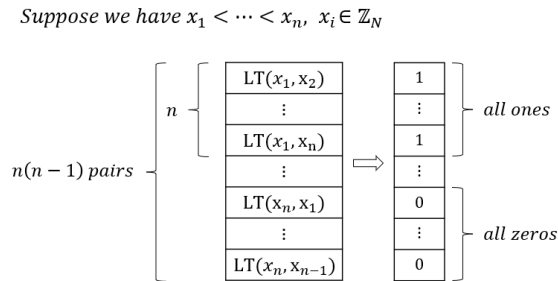 Suppose we have x₁ < ⋯ < xₙ, xᵢ ∈ ℤ_N
LT(x₁, x₂) 1
⋮ ⋮
n all ones
LT(x₁, xₙ) 1
n(n − 1) pairs ⋮ ⇨ ⋮
LT(xₙ, x₁) 0
⋮ ⋮ all zeros
LT(xₙ, xₙ₋₁) 0